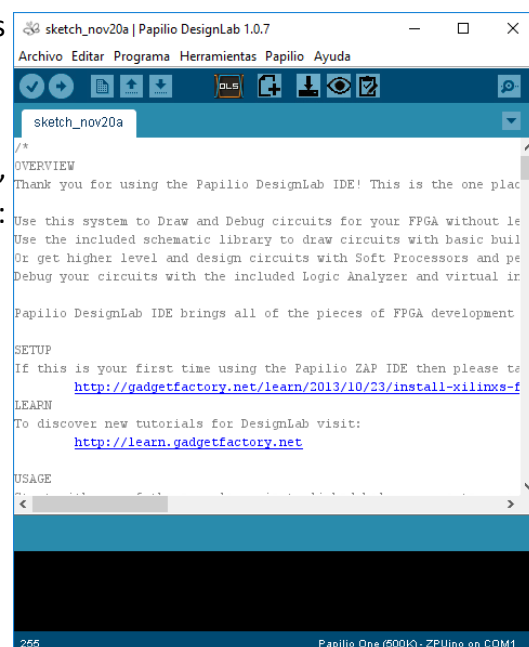 s
sketch_nov20a | Papilio DesignLab 1.0.7
Archivo Editar Programa Herramientas Papilio Ayuda
OLS
sketch_nov20a
/*
OVERVIEW
Thank you for using the Papilio DesignLab IDE! This is the one plac
,
:
Use this system to Draw and Debug circuits for your FPGA without le
Use the included schematic library to draw circuits with basic buil
Or get higher level and design circuits with Soft Processors and pe
Debug your circuits with the included Logic Analyzer and virtual in
Papilio DesignLab IDE brings all of the pieces of FPGA development
SETUP
If this is your first time using the Papilio ZAP IDE then please ta
http://gadgetfactory.net/learn/2013/10/23/install-xilinxs-f
LEARN
To discover new tutorials for DesignLab visit:
http://learn.gadgetfactory.net
USAGE
255
Papilio One (500K) - ZPUino on COM1